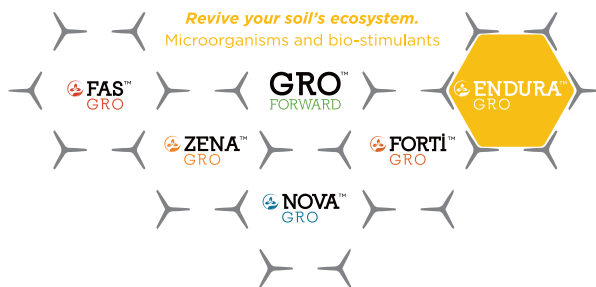 Revive your soil's ecosystem.
Microorganisms and bio-stimulants
FAS™
GRO
GRO™
FORWARD
ENDURA™
GRO
ZENA™
GRO
FORTi™
GRO
NOVA™
GRO